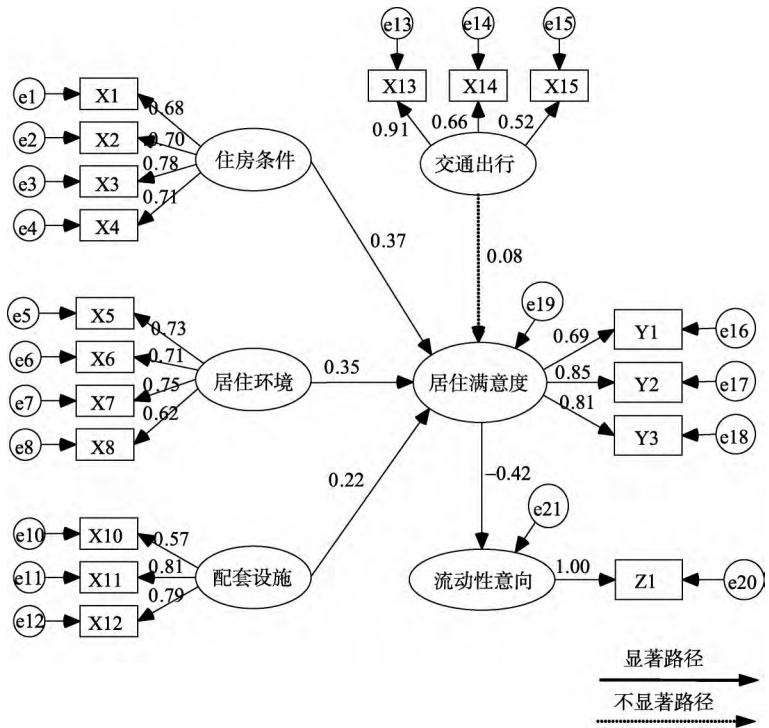 e13
e14
e15
X13
X14
X15
0.91
0.66
0.52
交通出行
e1
X1
0.68
e2
X2
0.70
e3
X3
0.78
e4
X4
0.71
住房条件
0.37
0.08
e5
X5
0.73
e6
X6
0.71
e7
X7
0.75
e8
X8
0.62
居住环境
0.35
e19
居住满意度
0.69
Y1
e16
0.85
Y2
e17
0.81
Y3
e18
0.22
−0.42
e10
X10
0.57
e11
X11
0.81
e12
X12
0.79
配套设施
e21
流动性意向
1.00
Z1
e20
显著路径
不显著路径